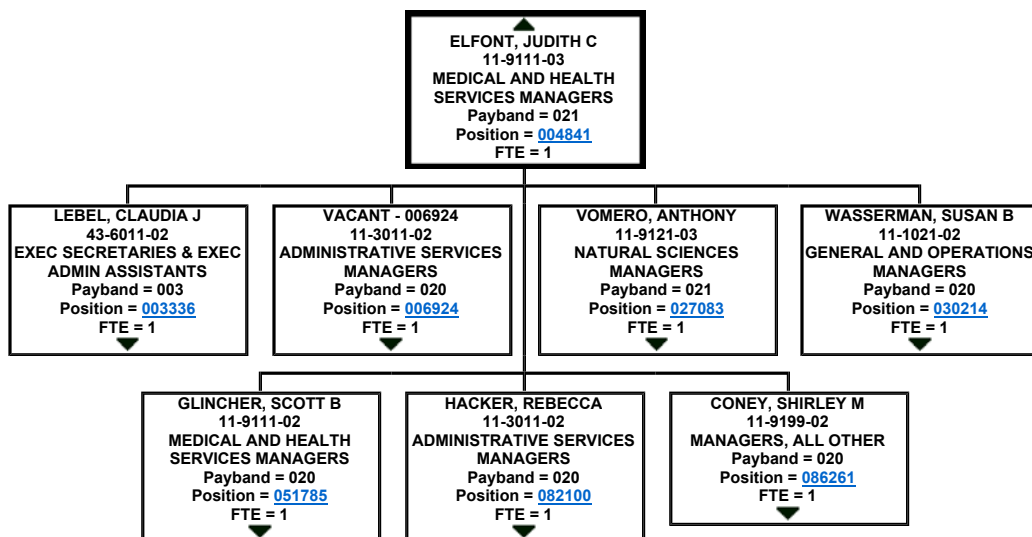 ELFONT, JUDITH C
11-9111-03
MEDICAL AND HEALTH
SERVICES MANAGERS
Payband = 021
Position = 004841
FTE = 1
LEBEL, CLAUDIA J
43-6011-02
EXEC SECRETARIES & EXEC
ADMIN ASSISTANTS
Payband = 003
Position = 003336
FTE = 1
VACANT - 006924
11-3011-02
ADMINISTRATIVE SERVICES
MANAGERS
Payband = 020
Position = 006924
FTE = 1
VOMERO, ANTHONY
11-9121-03
NATURAL SCIENCES
MANAGERS
Payband = 021
Position = 027083
FTE = 1
WASSERMAN, SUSAN B
11-1021-02
GENERAL AND OPERATIONS
MANAGERS
Payband = 020
Position = 030214
FTE = 1
GLINCHER, SCOTT B
11-9111-02
MEDICAL AND HEALTH
SERVICES MANAGERS
Payband = 020
Position = 051785
FTE = 1
HACKER, REBECCA
11-3011-02
ADMINISTRATIVE SERVICES
MANAGERS
Payband = 020
Position = 082100
FTE = 1
CONEY, SHIRLEY M
11-9199-02
MANAGERS, ALL OTHER
Payband = 020
Position = 086261
FTE = 1